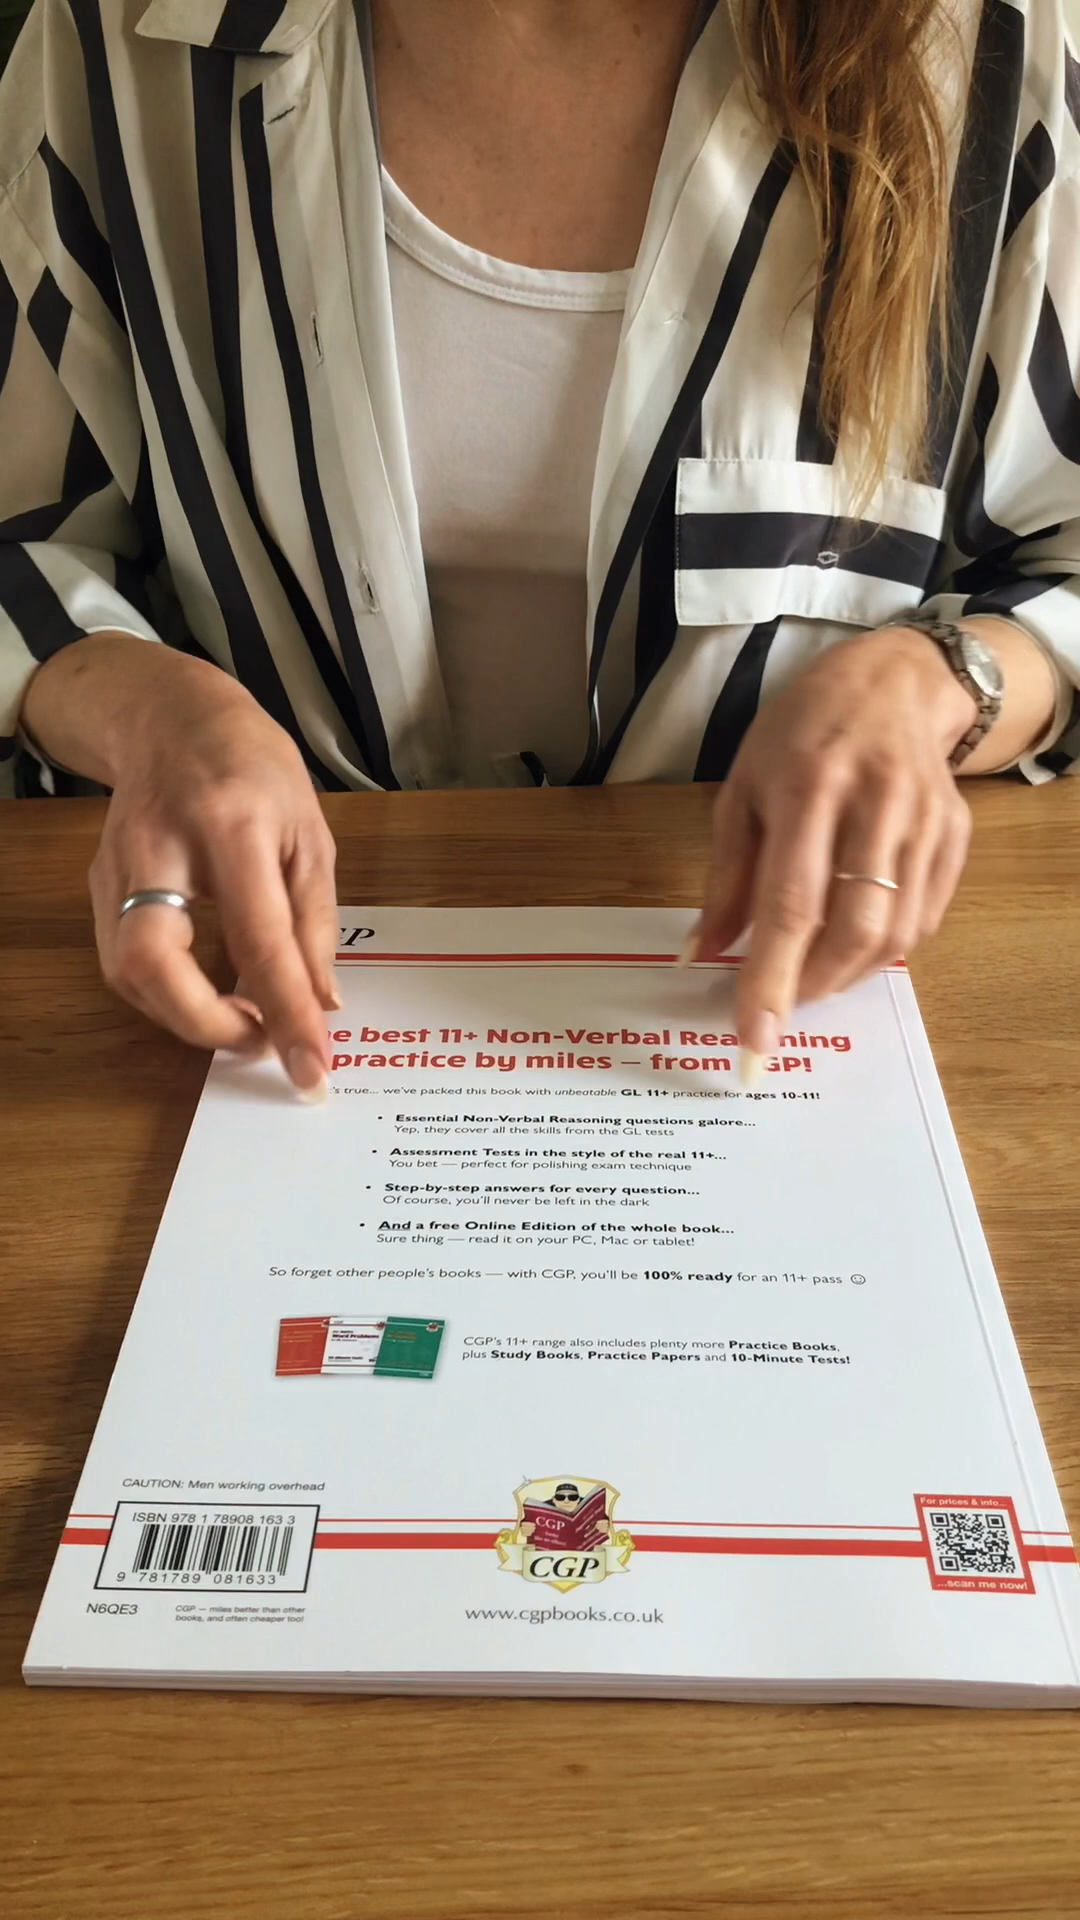 GP
e best 11+ Non-Verbal Rea ning
practice by miles – from GP!
's true... we've packed this book with unbeatable GL 11+ practice for ages 10-11!
• Essential Non-Verbal Reasoning questions galore...
Yep, they cover all the skills from the GL tests
• Assessment Tests in the style of the real 11+...
You bet — perfect for polishing exam technique
• Step-by-step answers for every question...
Of course, you'll never be left in the dark
• And a free Online Edition of the whole book...
Sure thing — read it on your PC, Mac or tablet!
So forget other people's books — with CGP, you'll be 100% ready for an 11+ pass ☺
Word Problems
CGP's 11+ range also includes plenty more Practice Books,
plus Study Books, Practice Papers and 10-Minute Tests!
CAUTION: Men working overhead
ISBN 978 1 78908 163 3
9 781789 081633
N6QE3
CGP – miles better than other
books, and often cheaper too!
CGP
CGP
www.cgpbooks.co.uk
For prices & info...
...scan me now!